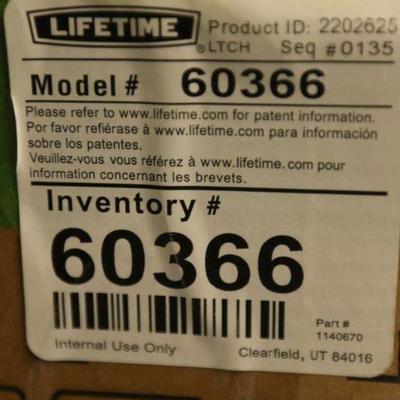 LIFETIME
Product ID: 2202625
®LTCH Seq #0135
Model # 60366
Please refer to www.lifetime.com for patent information.
Por favor refiérase à www.lifetime.com para información
sobre los patentes.
Veuillez-vous vous référez à www.lifetime. com pour
information concernant les brevets.
Inventory #
60366
Part #
1140670
Internal Use Only
Clearfield, UT 84016